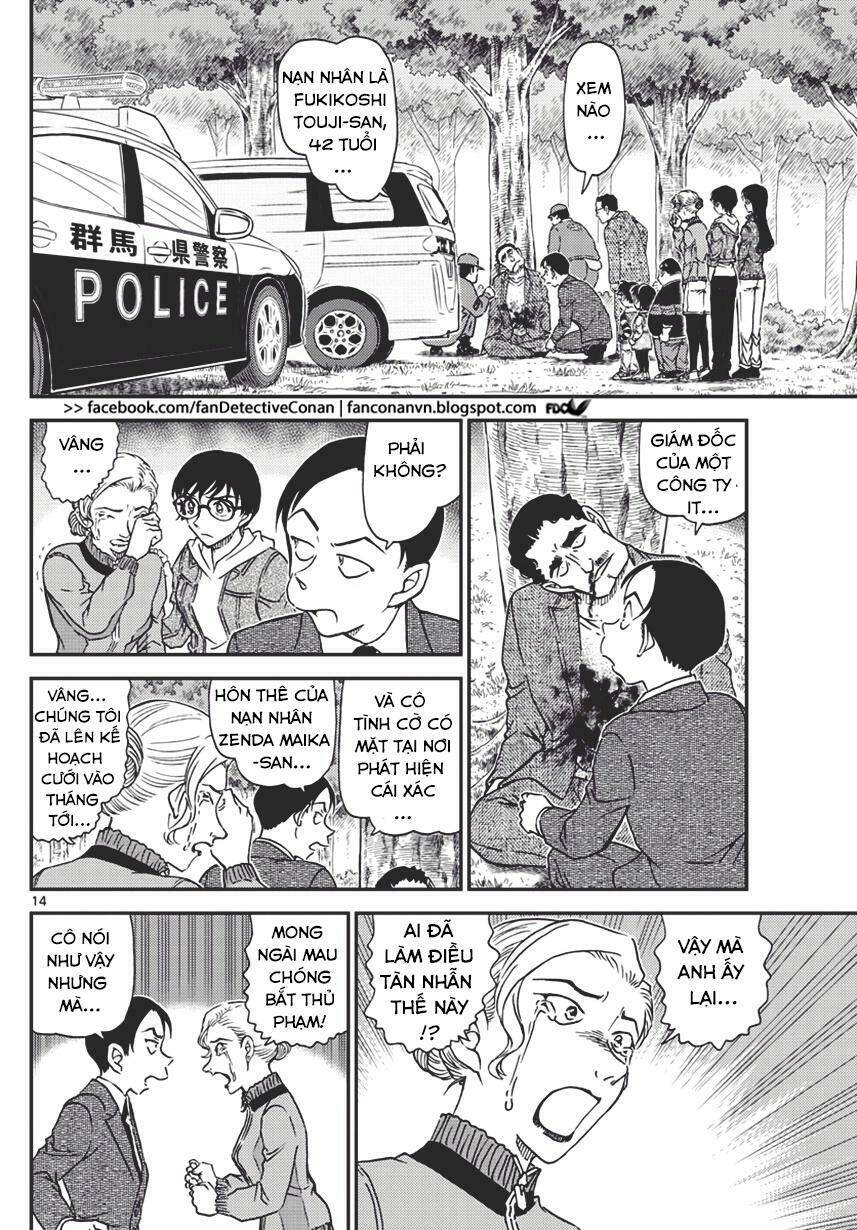 XEM
NÀO
...
NẠN NHÂN LÀ
FUKIKOSHI
TOUJI-SAN,
42 TUỔI
...
群馬県警察
POLICE
>> facebook.com/fanDetectiveConan | fanconanvn.blogspot.com FDC
GIÁM ĐỐC
CỦA MỘT
CÔNG TY
IT...
PHẢI
KHÔNG?
VÂNG
...
VÀ CÔ
TÌNH CỜ CÓ
MẶT TẠI NƠI
PHÁT HIỆN
CÁI XÁC
...
HÔN THÊ CỦA
NẠN NHÂN
ZENDA MAIKA
-SAN...
VÂNG...
CHÚNG TÔI
ĐÃ LÊN KẾ
HOẠCH
CƯỚI VÀO
THÁNG
TỚI...
14
VẬY MÀ
ANH ẤY
LẠI...
AI ĐÃ
LÀM ĐIỀU
TÀN NHẪN
THẾ NÀY
!?
MONG
NGÀI MAU
CHÓNG
BẮT THỦ
PHẠM!
CÔ NÓI
NHƯ VẬY
NHƯNG
MÀ...